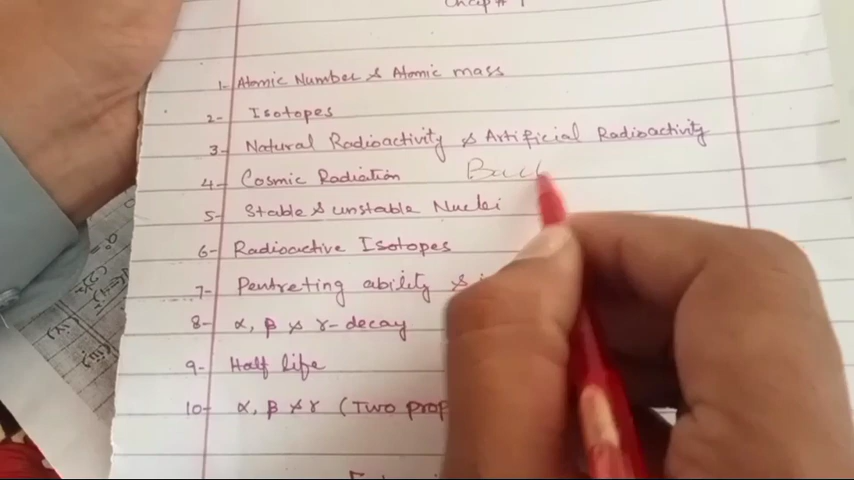 Chap # 1
1- Atomic Number & Atomic mass
2- Isotopes
3- Natural Radioactivity & Artificial Radioactivity
4- Cosmic Radiation
5- Stable & unstable Nuclei
6- Radioactive Isotopes
7- Pentreting ability &
8- α, β & γ-decay
9- Half life
10- α, β & γ (Two prop